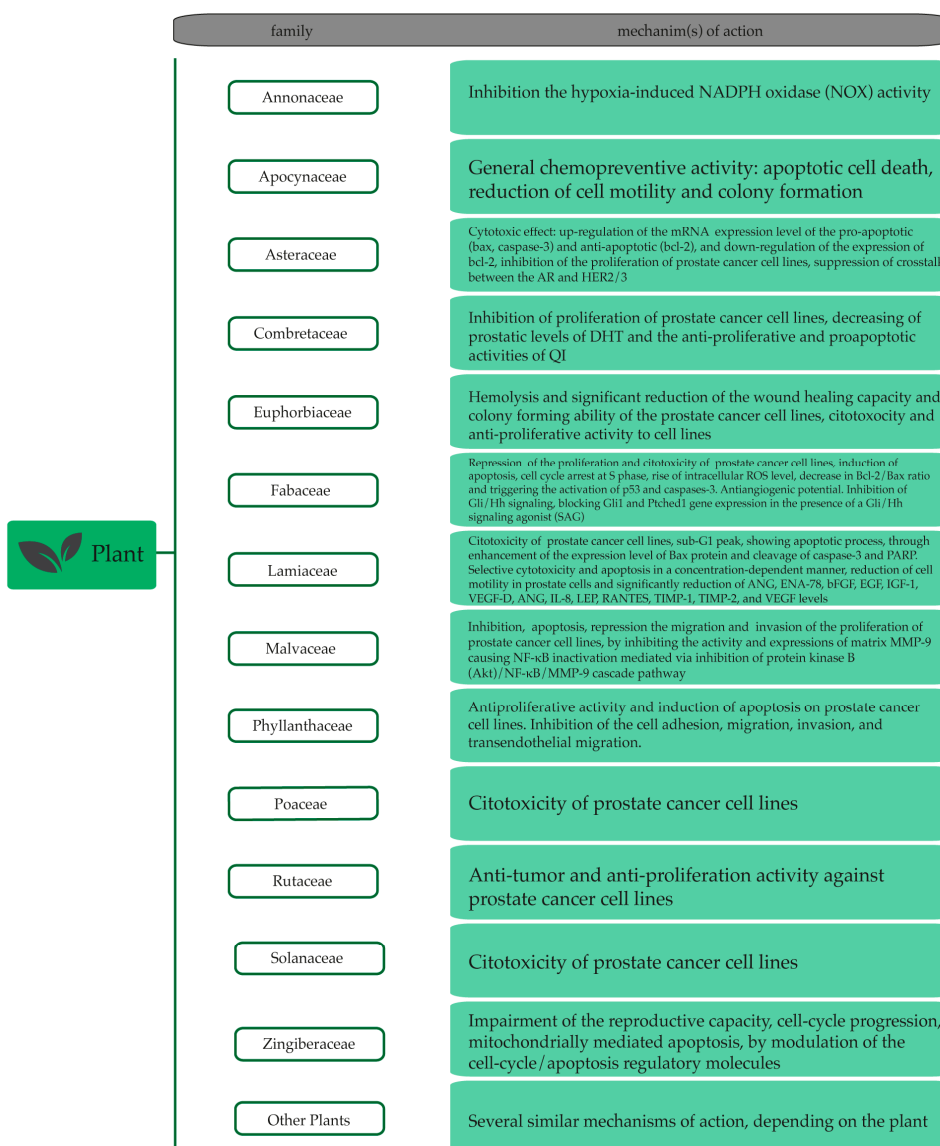 family
mechanim(s) of action
Plant
Annonaceae
Inhibition the hypoxia-induced NADPH oxidase (NOX) activity
Apocynaceae
General chemopreventive activity: apoptotic cell death,
reduction of cell motility and colony formation
Asteraceae
Cytotoxic effect: up-regulation of the mRNA expression level of the pro-apoptotic
(bax, caspase-3) and anti-apoptotic (bcl-2), and down-regulation of the expression of
bcl-2, inhibition of the proliferation of prostate cancer cell lines, suppression of crosstalk
between the AR and HER2/3
Combretaceae
Inhibition of proliferation of prostate cancer cell lines, decreasing of
prostatic levels of DHT and the anti-proliferative and proapoptotic
activities of QI
Euphorbiaceae
Hemolysis and significant reduction of the wound healing capacity and
colony forming ability of the prostate cancer cell lines, citotoxocity and
anti-proliferative activity to cell lines
Fabaceae
Repression of the proliferation and citotoxicity of prostate cancer cell lines, induction of
apoptosis, cell cycle arrest at S phase, rise of intracellular ROS level, decrease in Bcl-2/Bax ratio
and triggering the activation of p53 and caspases-3. Antiangiogenic potential. Inhibition of
Gli/Hh signaling, blocking Gli1 and Ptched1 gene expression in the presence of a Gli/Hh
signaling agonist (SAG)
Lamiaceae
Citotoxicity of prostate cancer cell lines, sub-G1 peak, showing apoptotic process, through
enhancement of the expression level of Bax protein and cleavage of caspase-3 and PARP.
Selective cytotoxicity and apoptosis in a concentration-dependent manner, reduction of cell
motility in prostate cells and significantly reduction of ANG, ENA-78, bFGF, EGF, IGF-1,
VEGF-D, ANG, IL-8, LEP, RANTES, TIMP-1, TIMP-2, and VEGF levels
Malvaceae
Inhibition, apoptosis, repression the migration and invasion of the proliferation of
prostate cancer cell lines, by inhibiting the activity and expressions of matrix MMP-9
causing NF-κB inactivation mediated via inhibition of protein kinase B
(Akt)/NF-κB/MMP-9 cascade pathway
Phyllanthaceae
Antiproliferative activity and induction of apoptosis on prostate cancer
cell lines. Inhibition of the cell adhesion, migration, invasion, and
transendothelial migration.
Poaceae
Citotoxicity of prostate cancer cell lines
Rutaceae
Anti-tumor and anti-proliferation activity against
prostate cancer cell lines
Solanaceae
Citotoxicity of prostate cancer cell lines
Zingiberaceae
Impairment of the reproductive capacity, cell-cycle progression,
mitochondrially mediated apoptosis, by modulation of the
cell-cycle/apoptosis regulatory molecules
Other Plants
Several similar mechanisms of action, depending on the plant